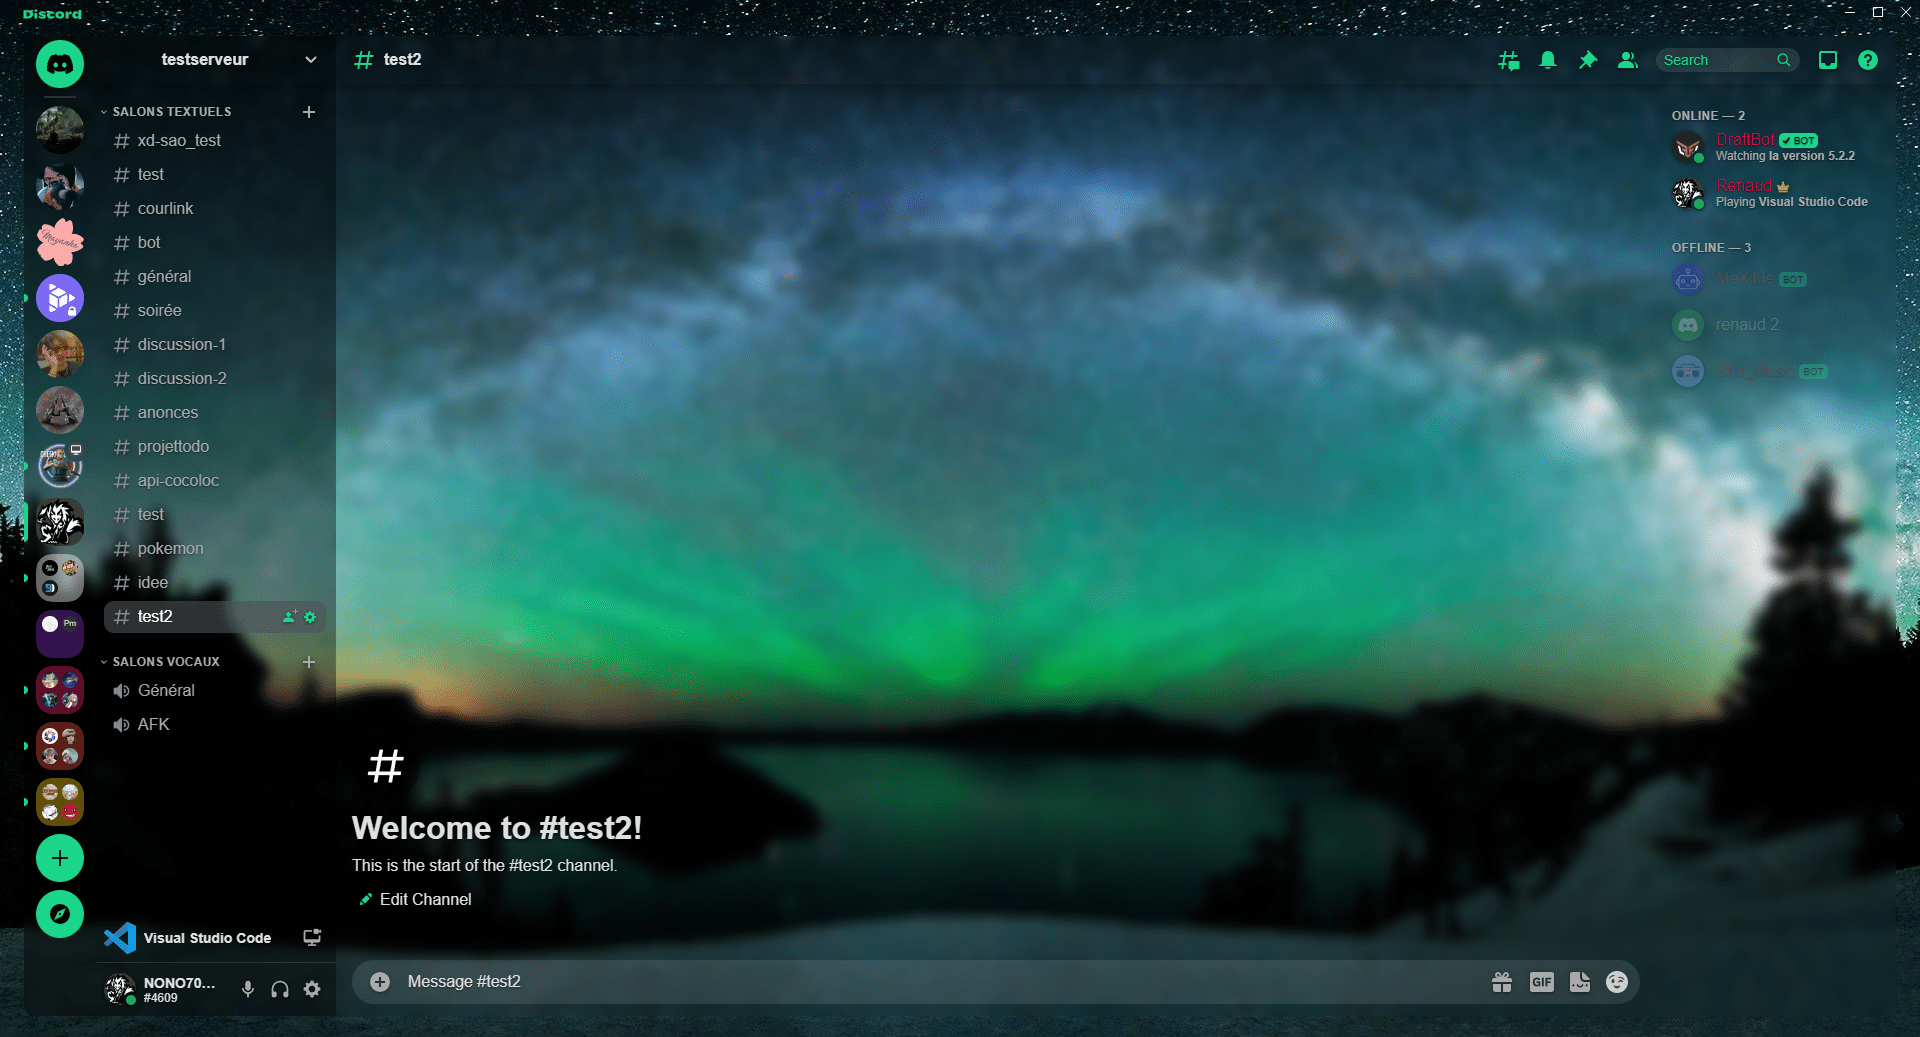 Discord
testserveur
SALONS TEXTUELS
xd-sao_test
test
courlink
bot
général
soirée
discussion-1
discussion-2
anonces
projettodo
api-cocoloc
test
pokemon
idee
test2
SALONS VOCAUX
Général
AFK
Visual Studio Code
NONO70...
#4609
# test2
Search
#
Welcome to #test2!
This is the start of the #test2 channel.
Edit Channel
Message #test2
GIF
ONLINE — 2
DraftBot BOT
Watching la version 5.2.2
Renaud
Playing Visual Studio Code
OFFLINE — 3
BOT
renaud 2
BOT
Pm